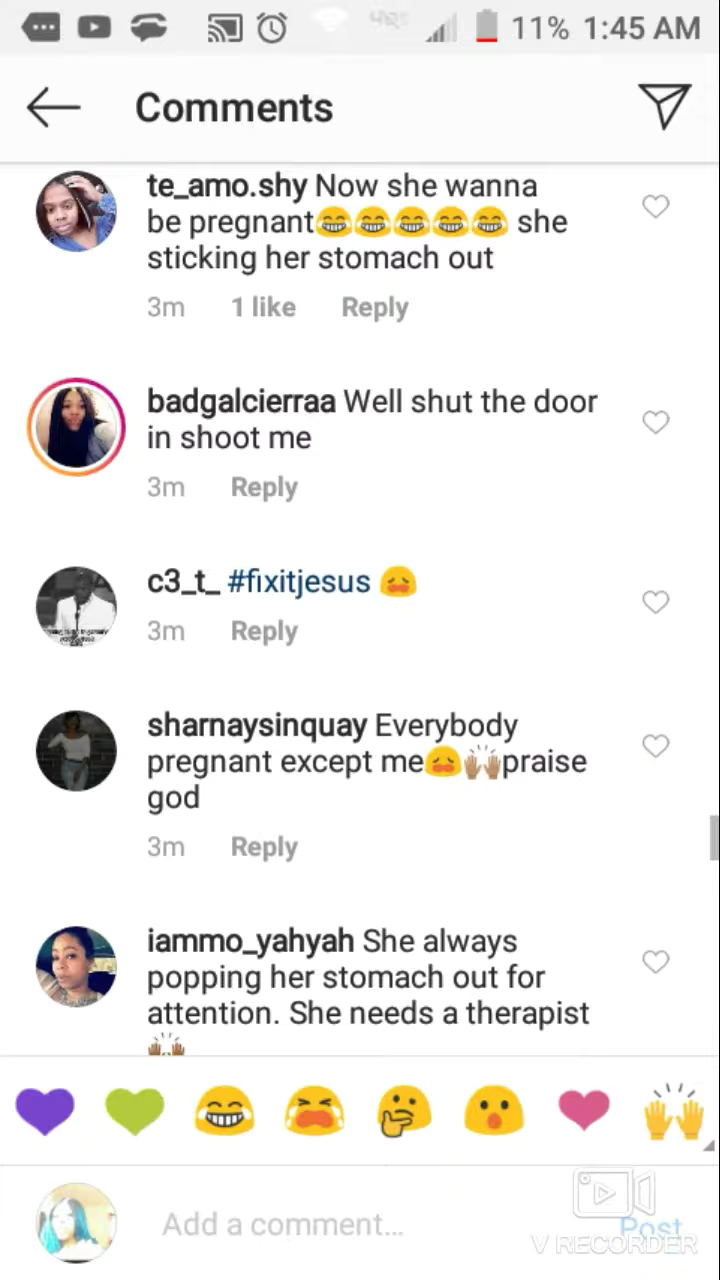 11% 1:45 AM
Comments
te_amo.shy Now she wanna
be pregnant😂😂😂😂😂 she
sticking her stomach out
3m 1 like Reply
badgalcierraa Well shut the door
in shoot me
3m Reply
c3_t_ #fixitjesus 😩
3m Reply
sharnaysinquay Everybody
pregnant except me😩🙌🏽praise
god
3m Reply
iammo_yahyah She always
popping her stomach out for
attention. She needs a therapist
Add a comment...
Post
V RECORDER